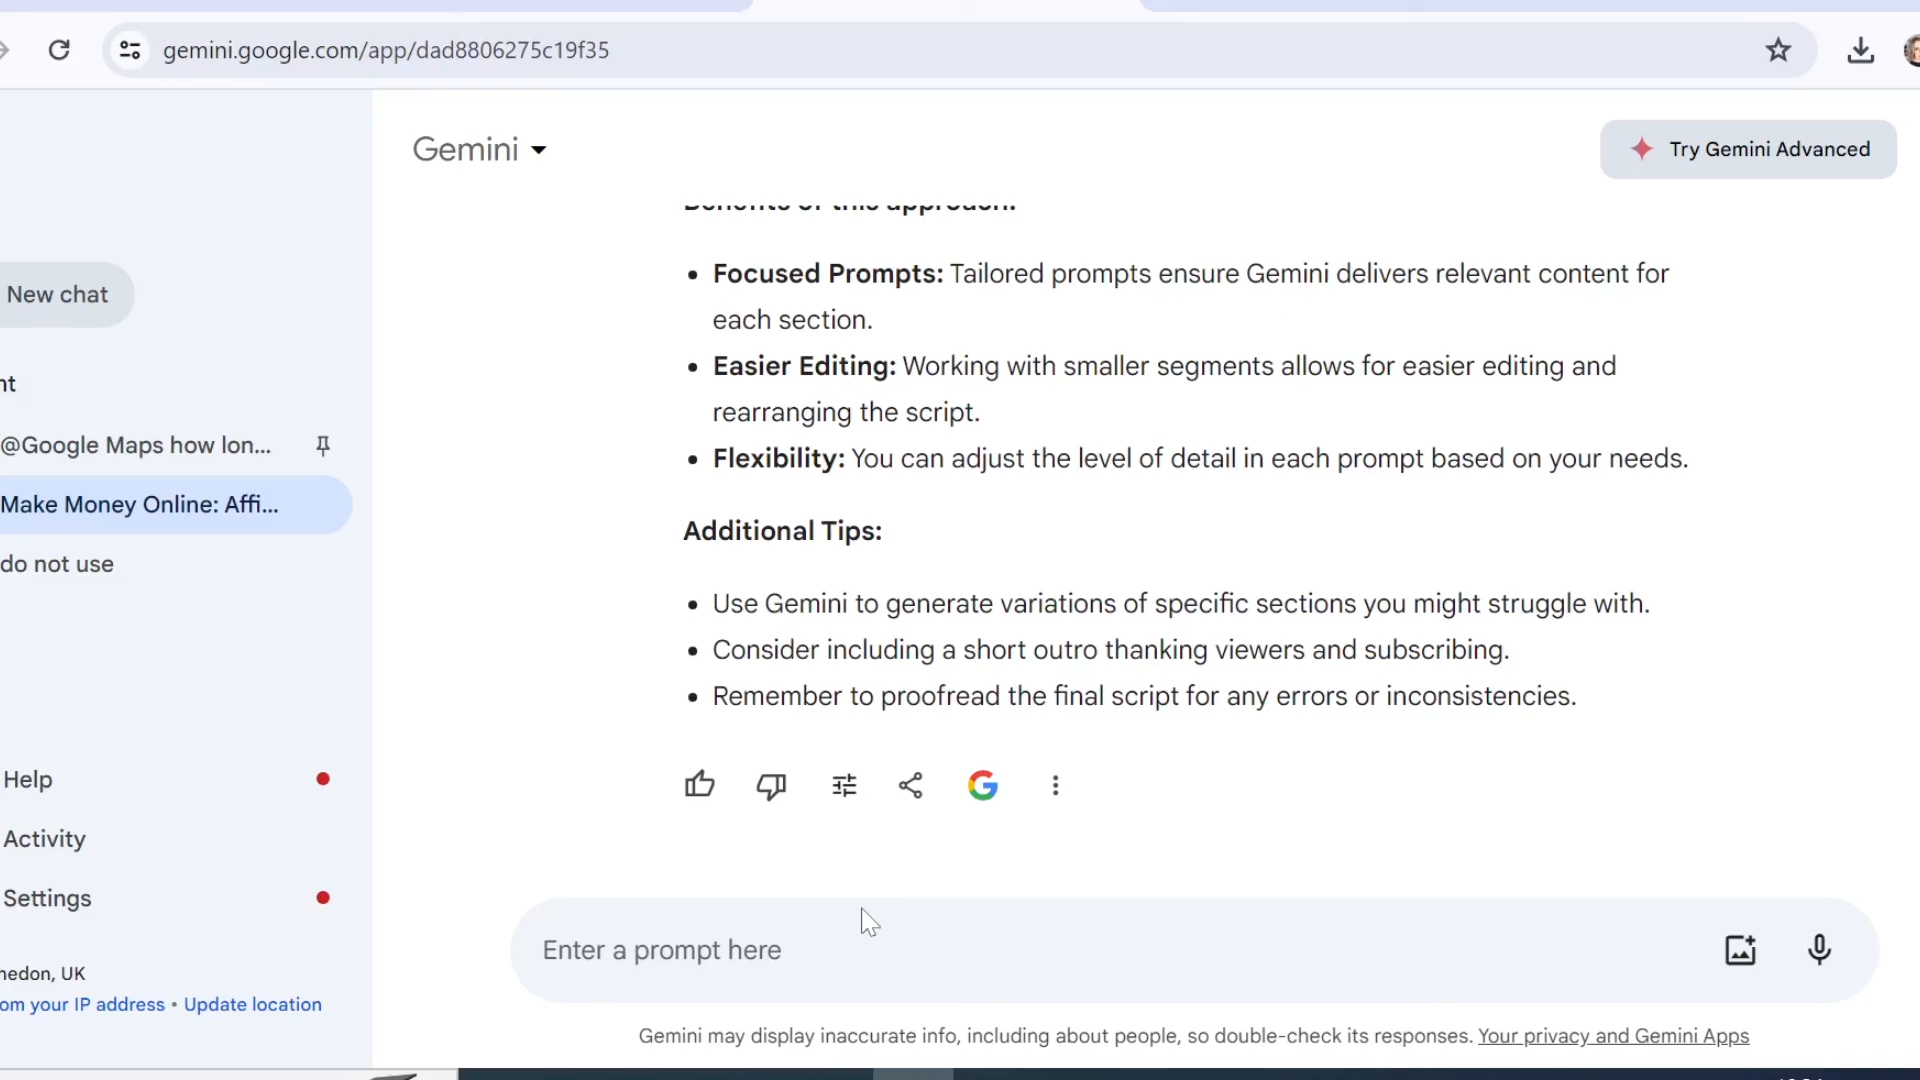 gemini.google.com/app/dad8806275c19f35
Gemini
Try Gemini Advanced
New chat
nt
@Google Maps how lon...
Make Money Online: Affi...
do not use
Help
Activity
Settings
nedon, UK
om your IP address • Update location
Benefits of this approach:
• Focused Prompts: Tailored prompts ensure Gemini delivers relevant content for
each section.
• Easier Editing: Working with smaller segments allows for easier editing and
rearranging the script.
• Flexibility: You can adjust the level of detail in each prompt based on your needs.
Additional Tips:
• Use Gemini to generate variations of specific sections you might struggle with.
• Consider including a short outro thanking viewers and subscribing.
• Remember to proofread the final script for any errors or inconsistencies.
Enter a prompt here
Gemini may display inaccurate info, including about people, so double-check its responses. Your privacy and Gemini Apps